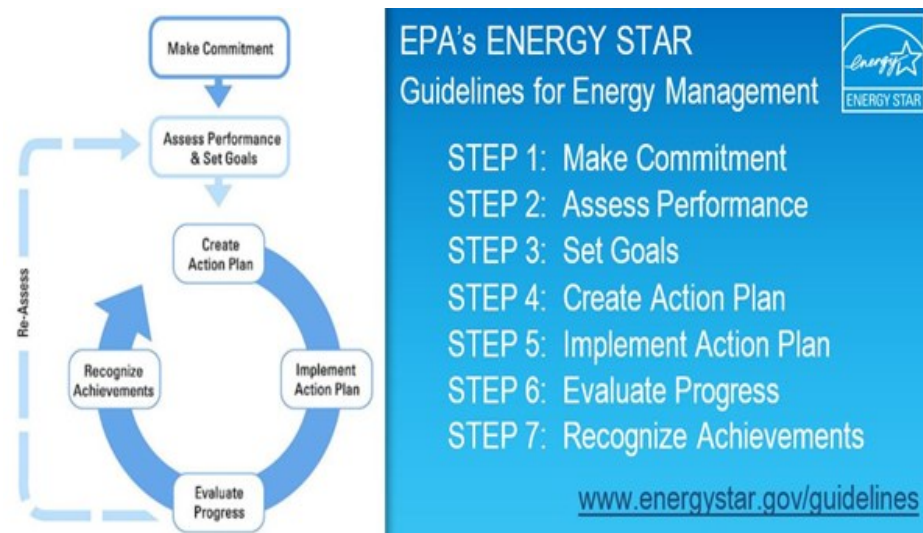 Make Commitment
Assess Performance
& Set Goals
Create
Action Plan
Re-Assess
Recognize
Achievements
Implement
Action Plan
Evaluate
Progress
EPA's ENERGY STAR
Guidelines for Energy Management
energy
ENERGY STAR
STEP 1: Make Commitment
STEP 2: Assess Performance
STEP 3: Set Goals
STEP 4: Create Action Plan
STEP 5: Implement Action Plan
STEP 6: Evaluate Progress
STEP 7: Recognize Achievements
www.energystar.gov/guidelines